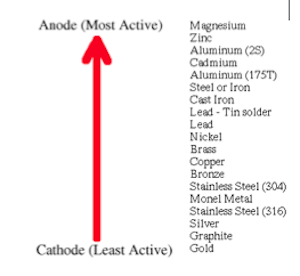 Anode (Most Active)
Cathode (Least Active)
Magnesium
Zinc
Aluminum (2S)
Cadmium
Aluminum (175T)
Steel or Iron
Cast Iron
Lead - Tin solder
Lead
Nickel
Brass
Copper
Bronze
Stainless Steel (304)
Monel Metal
Stainless Steel (316)
Silver
Graphite
Gold